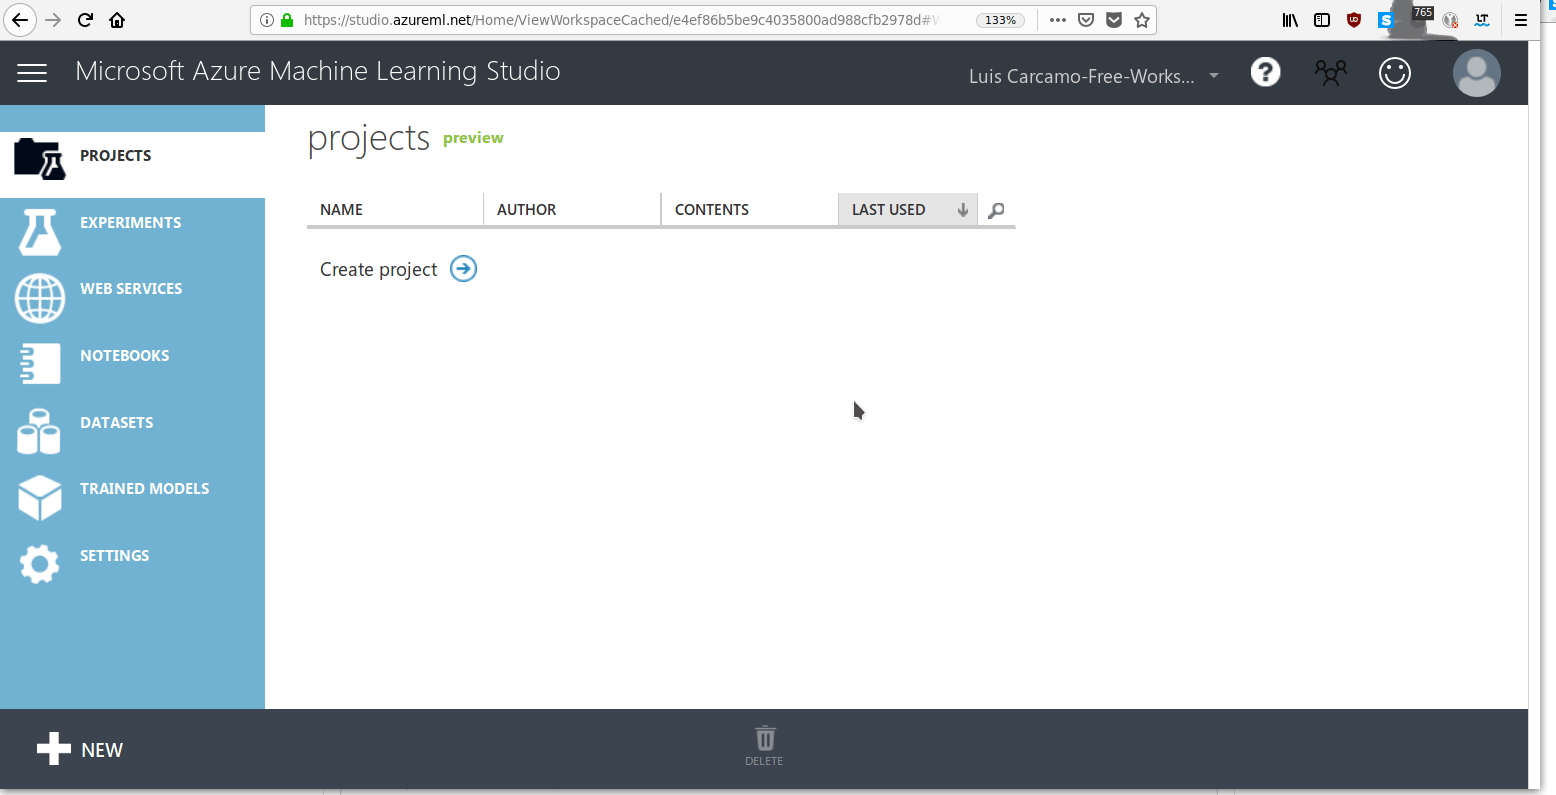 https://studio.azureml.net/Home/ViewWorkspaceCached/e4ef86b5be9c4035800ad988cfb2978d#W
133%
765
Microsoft Azure Machine Learning Studio
Luis Carcamo-Free-Works...
PROJECTS
EXPERIMENTS
WEB SERVICES
NOTEBOOKS
DATASETS
TRAINED MODELS
SETTINGS
projects preview
NAME AUTHOR CONTENTS LAST USED
Create project
NEW
DELETE